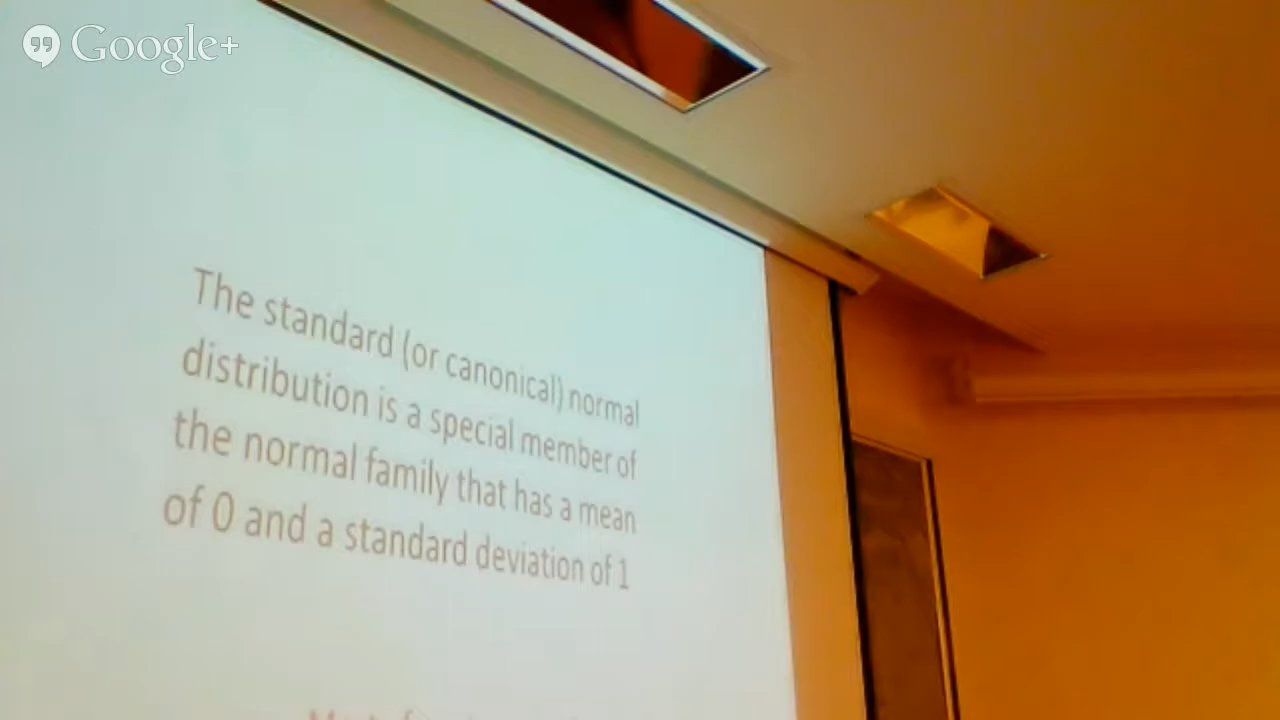 Google+
The standard (or canonical) normal
distribution is a special member of
the normal family that has a mean
of 0 and a standard deviation of 1